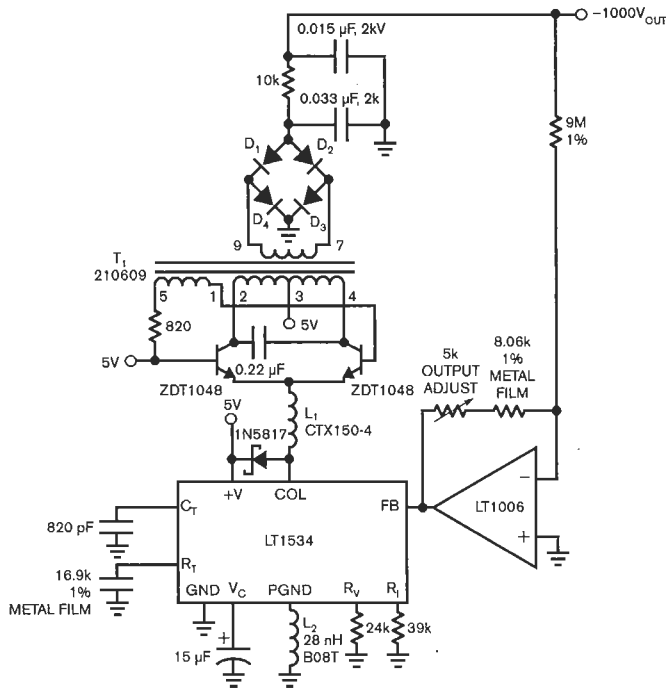 −1000V_OUT
0.015 µF, 2kV
10k
0.033 µF, 2k
9M
1%
D1
D2
D4
D3
9
7
T1
210609
5
1
2
3
4
820
5V
5V
0.22 µF
ZDT1048
ZDT1048
5k
OUTPUT
ADJUST
8.06k
1%
METAL
FILM
5V
1N5817
L1
CTX150-4
+V
COL
FB
−
LT1006
+
CT
820 pF
LT1534
RT
16.9k
1%
METAL FILM
GND
VC
PGND
RV
RI
+
15 µF
L2
28 nH
B08T
24k
39k